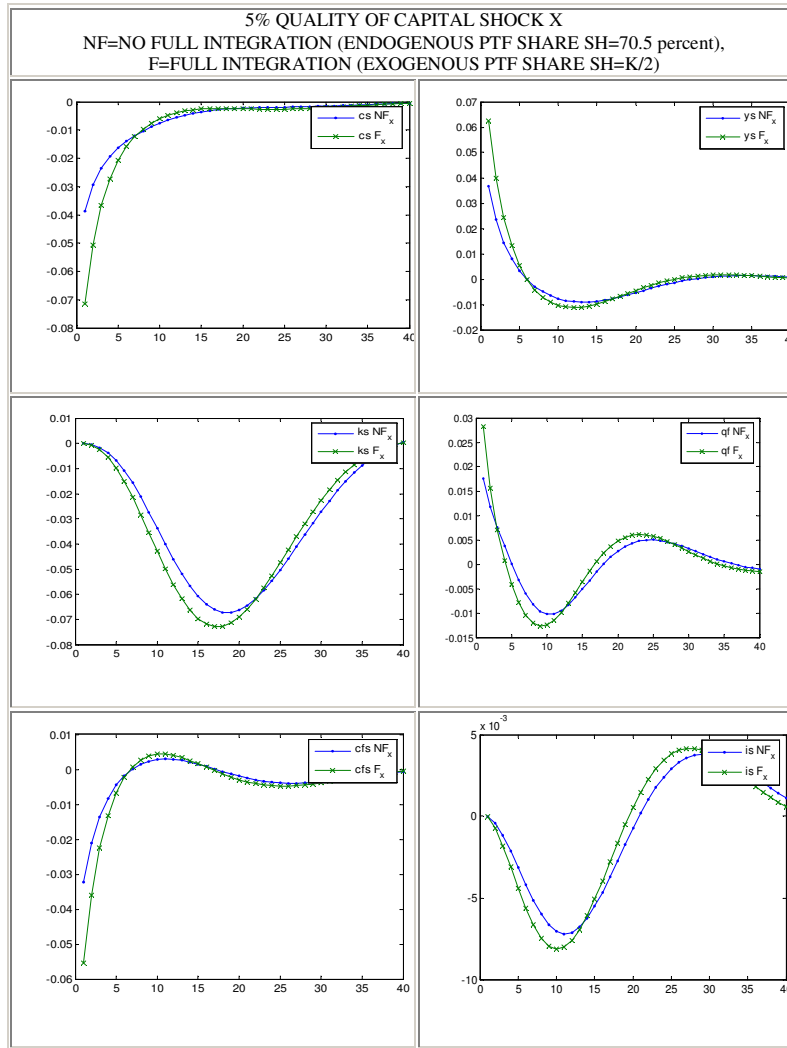 5% QUALITY OF CAPITAL SHOCK X
NF=NO FULL INTEGRATION (ENDOGENOUS PTF SHARE SH=70.5 percent),
F=FULL INTEGRATION (EXOGENOUS PTF SHARE SH=K/2)
0
-0.01
-0.02
-0.03
-0.04
-0.05
-0.06
-0.07
-0.08
0 5 10 15 20 25 30 35 40
cs NFx
cs Fx
0.07
0.06
0.05
0.04
0.03
0.02
0.01
0
-0.01
-0.02
0 5 10 15 20 25 30 35 40
ys NFx
ys Fx
0.01
0
-0.01
-0.02
-0.03
-0.04
-0.05
-0.06
-0.07
-0.08
0 5 10 15 20 25 30 35 40
ks NFx
ks Fx
0.03
0.025
0.02
0.015
0.01
0.005
0
-0.005
-0.01
-0.015
0 5 10 15 20 25 30 35 40
qf NFx
qf Fx
0.01
0
-0.01
-0.02
-0.03
-0.04
-0.05
-0.06
0 5 10 15 20 25 30 35 40
cfs NFx
cfs Fx
x 10^-3
5
0
-5
-10
0 10 20 30 40
is NFx
is Fx